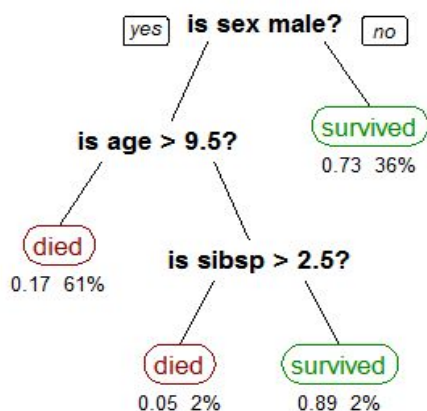 yes is sex male? no
survived
0.73 36%
is age > 9.5?
died
0.17 61%
is sibsp > 2.5?
died survived
0.05 2% 0.89 2%